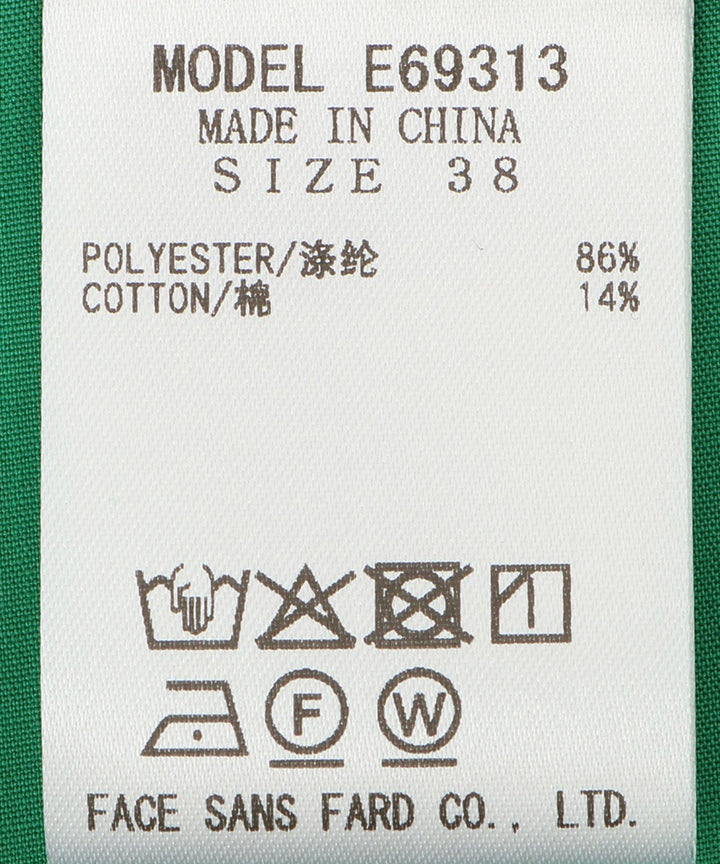 MODEL E69313
MADE IN CHINA
SIZE 38
POLYESTER/涤纶 86%
COTTON/棉 14%
F W
FACE SANS FARD CO., LTD.